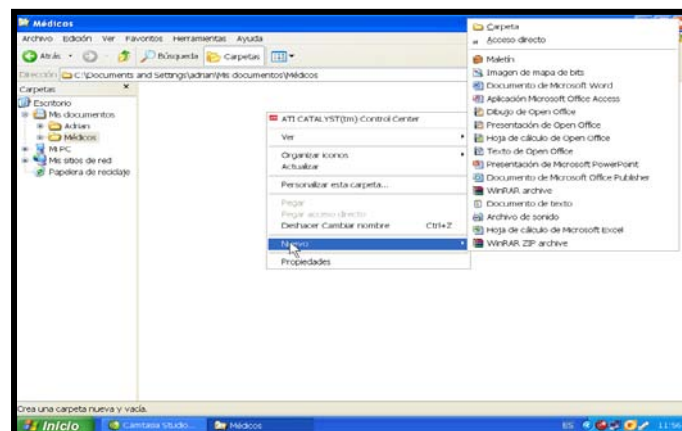 Médicos
Archivo Edición Ver Favoritos Herramientas Ayuda
Atrás Búsqueda Carpetas
Dirección C:\Documents and Settings\adrian\Mis documentos\Médicos
Carpetas x
Escritorio
Mis documentos
Adrian
Médicos
Mi PC
Mis sitios de red
Papelera de reciclaje
ATI CATALYST(tm) Control Center
Ver
Organizar iconos
Actualizar
Personalizar esta carpeta...
Pegar
Pegar acceso directo
Deshacer Cambiar nombre Ctrl+Z
Nuevo
Propiedades
Carpeta
Acceso directo
Maletín
Imagen de mapa de bits
Documento de Microsoft Word
Aplicación Microsoft Office Access
Dibujo de Open Office
Presentación de Open Office
Hoja de cálculo de Open Office
Texto de Open Office
Presentación de Microsoft PowerPoint
Documento de Microsoft Office Publisher
WinRAR archive
Documento de texto
Archivo de sonido
Hoja de cálculo de Microsoft Excel
WinRAR ZIP archive
Crea una carpeta nueva y vacía.
Inicio Camtasia Studio... Médicos ES 11:56